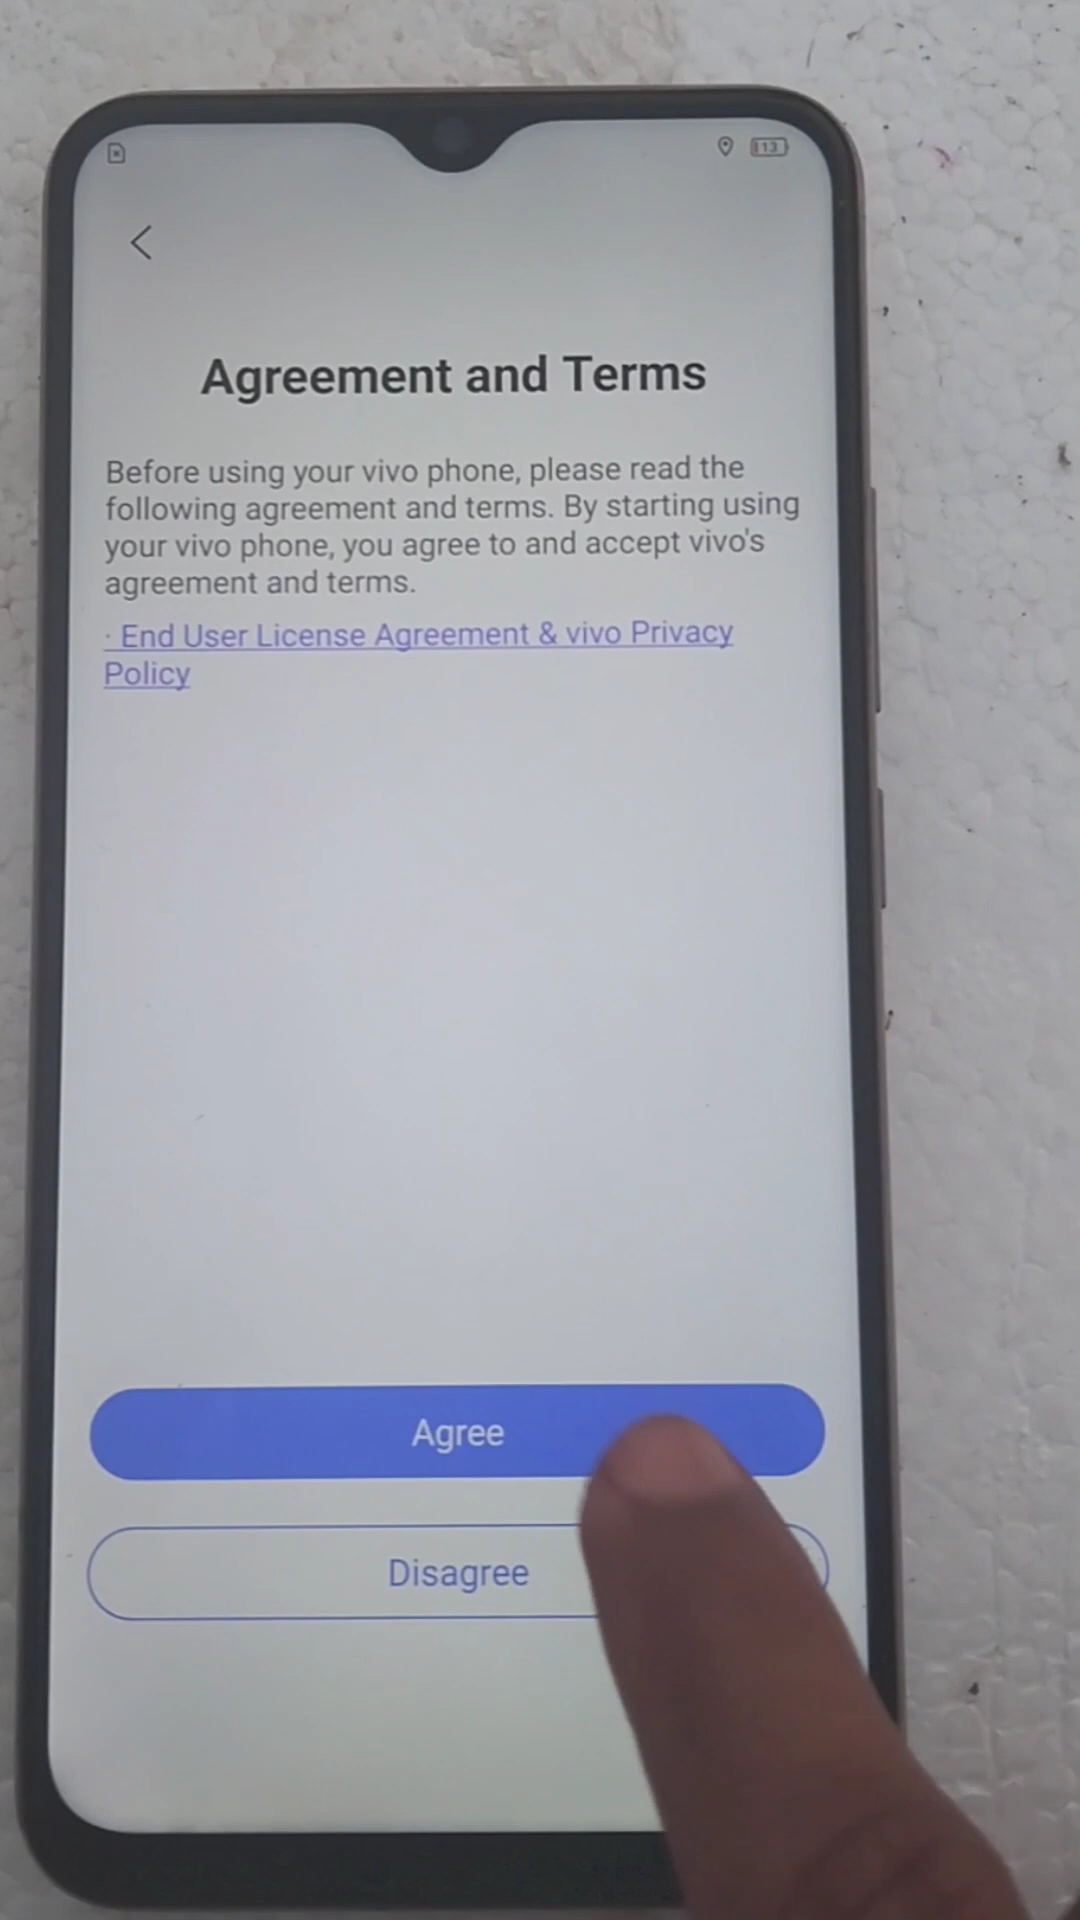 13
Agreement and Terms
Before using your vivo phone, please read the
following agreement and terms. By starting using
your vivo phone, you agree to and accept vivo's
agreement and terms.
· End User License Agreement & vivo Privacy
Policy
Agree
Disagree